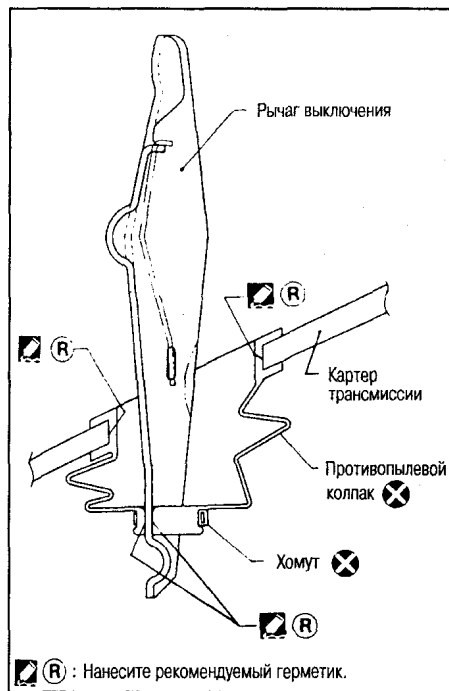 Рычаг выключения
R
R
Картер
трансмиссии
Противопылевой
колпак
Хомут
R
R : Нанесите рекомендуемый герметик.